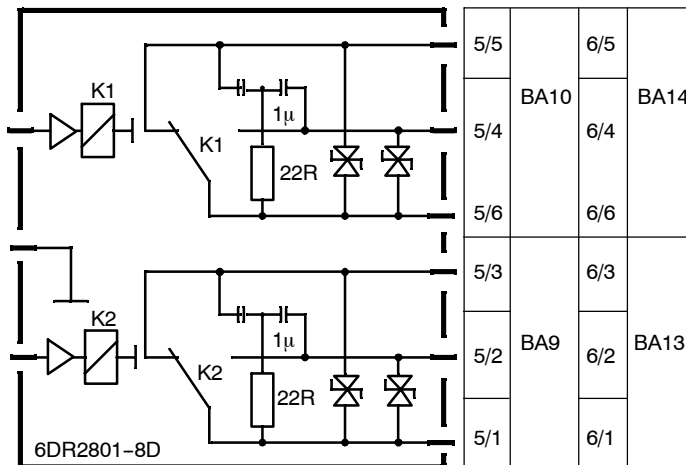 5/5 6/5
K1
BA10 BA14
1µ
5/4 6/4
K1
22R
5/6 6/6
5/3 6/3
K2
1µ
5/2 BA9 6/2 BA13
K2
22R
5/1 6/1
6DR2801-8D